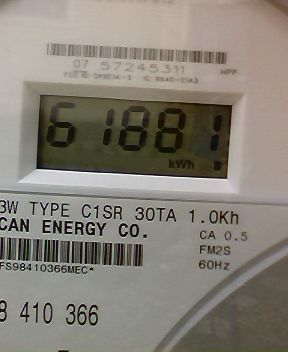 07 57245311
61881
kWh
3W TYPE C1SR 30TA 1.0Kh
CAN ENERGY CO.
CA 0.5
FM2S
60Hz
FS98410366MEC*
8 410 366